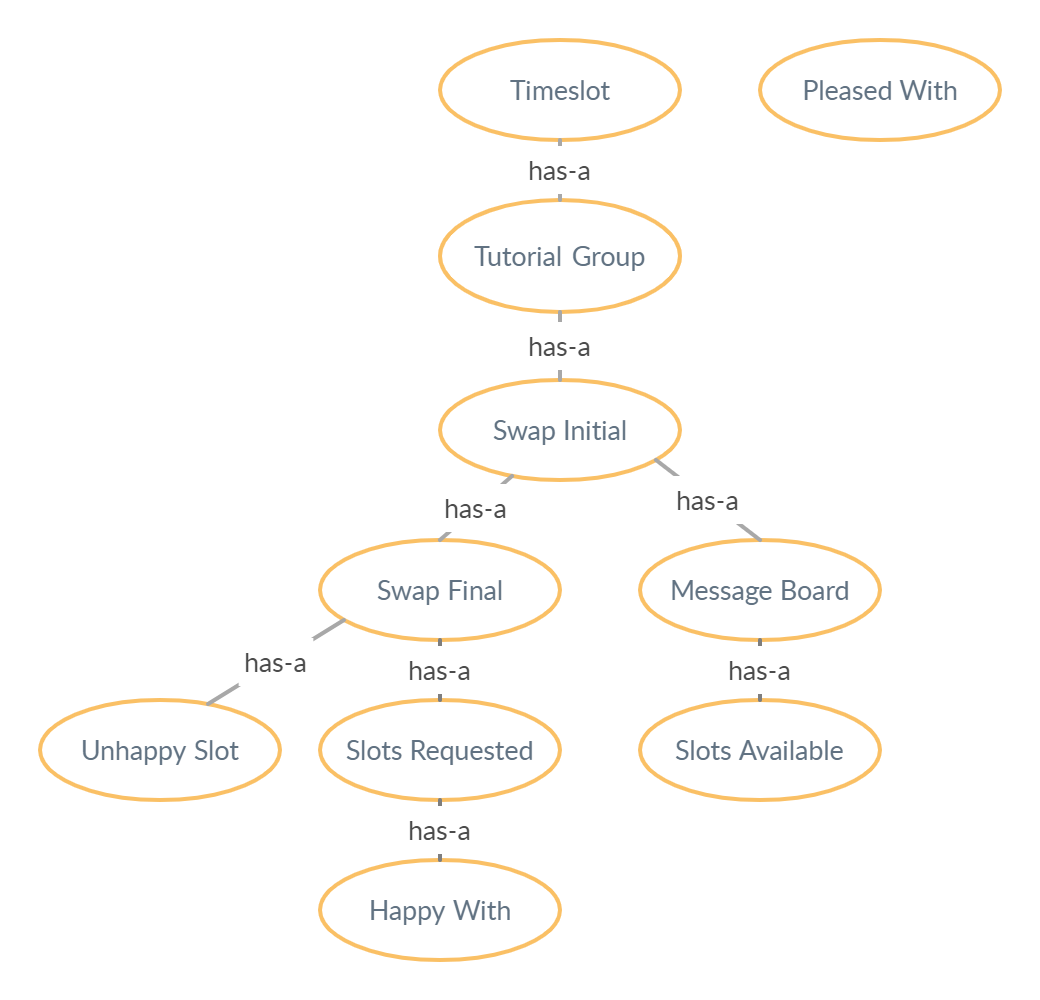 Timeslot
Pleased With
has-a
Tutorial Group
has-a
Swap Initial
has-a
has-a
Swap Final
Message Board
has-a
has-a
has-a
Unhappy Slot
Slots Requested
Slots Available
has-a
Happy With